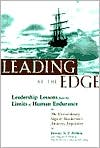 LEADING
AT THE EDGE
Leadership Lessons from the
Limits of Human Endurance
The Extraordinary
Saga of Shackleton's
Antarctic Expedition
Dennis N.T. Perkins